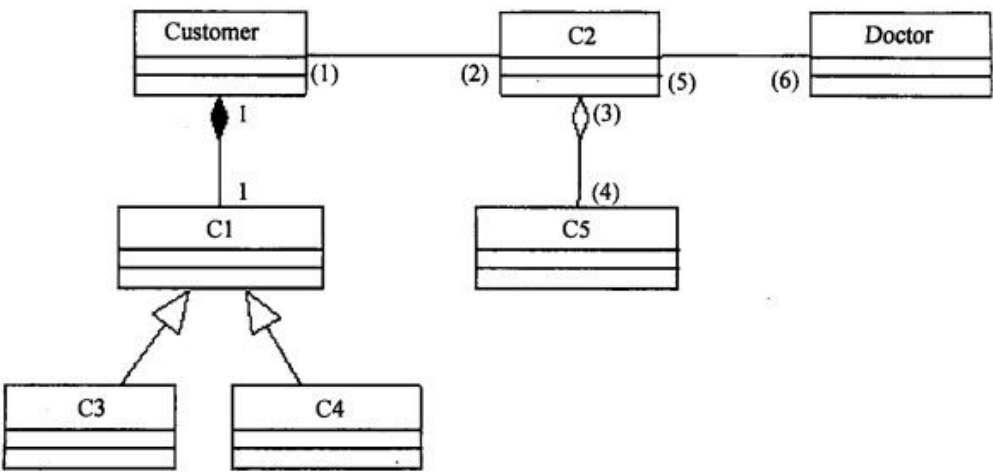 Customer
C2
Doctor
(1)
(2)
(5)
(6)
1
(3)
1
(4)
C1
C5
C3
C4